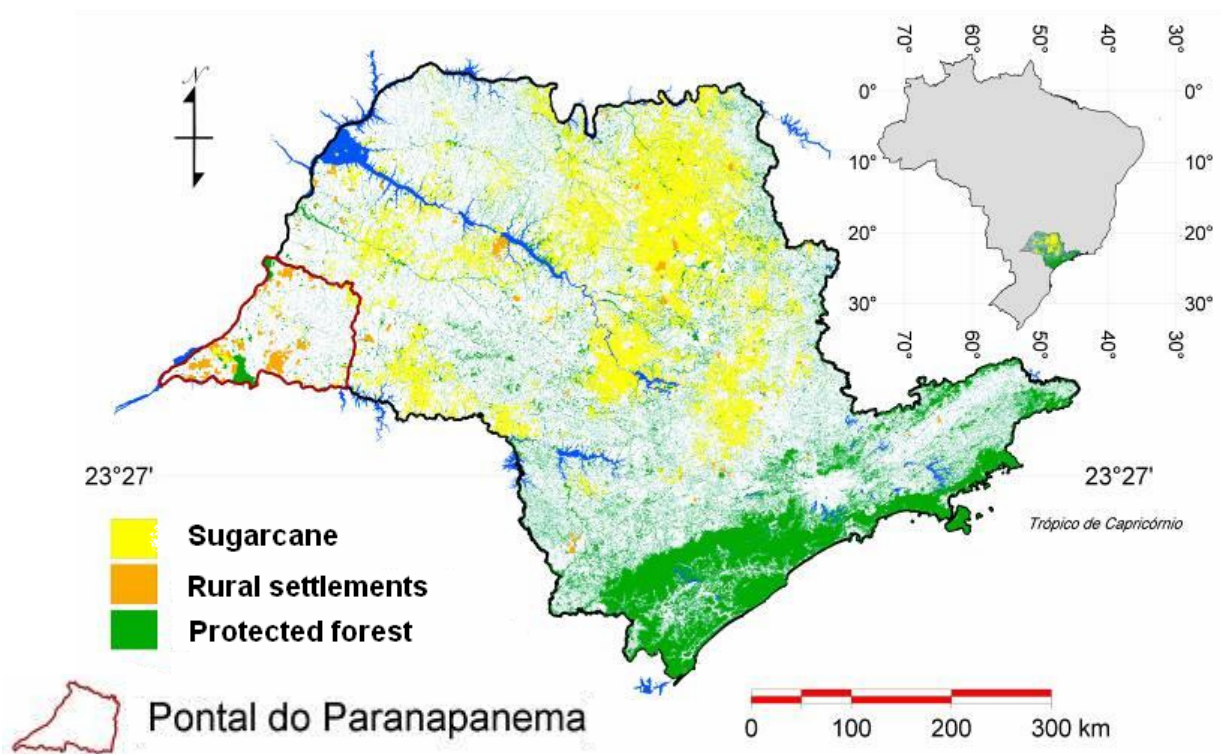 N
70° 60° 50° 40° 30°
0° 0°
10° 10°
20° 20°
30° 30°
70° 60° 50° 40° 30°
23°27' 23°27'
Trópico de Capricórnio
Sugarcane
Rural settlements
Protected forest
Pontal do Paranapanema
0 100 200 300 km